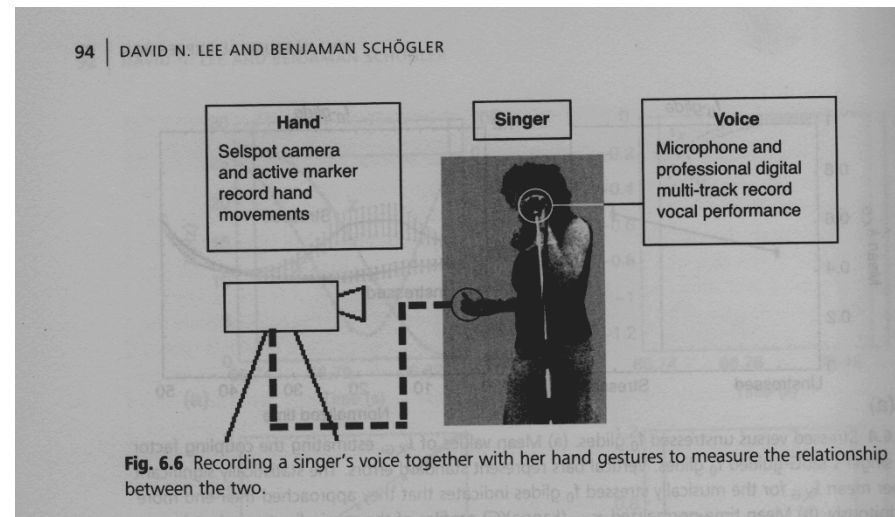 94 | DAVID N. LEE AND BENJAMAN SCHÖGLER
Hand
Selspot camera
and active marker
record hand
movements
Singer
Voice
Microphone and
professional digital
multi-track record
vocal performance
Fig. 6.6 Recording a singer's voice together with her hand gestures to measure the relationship
between the two.